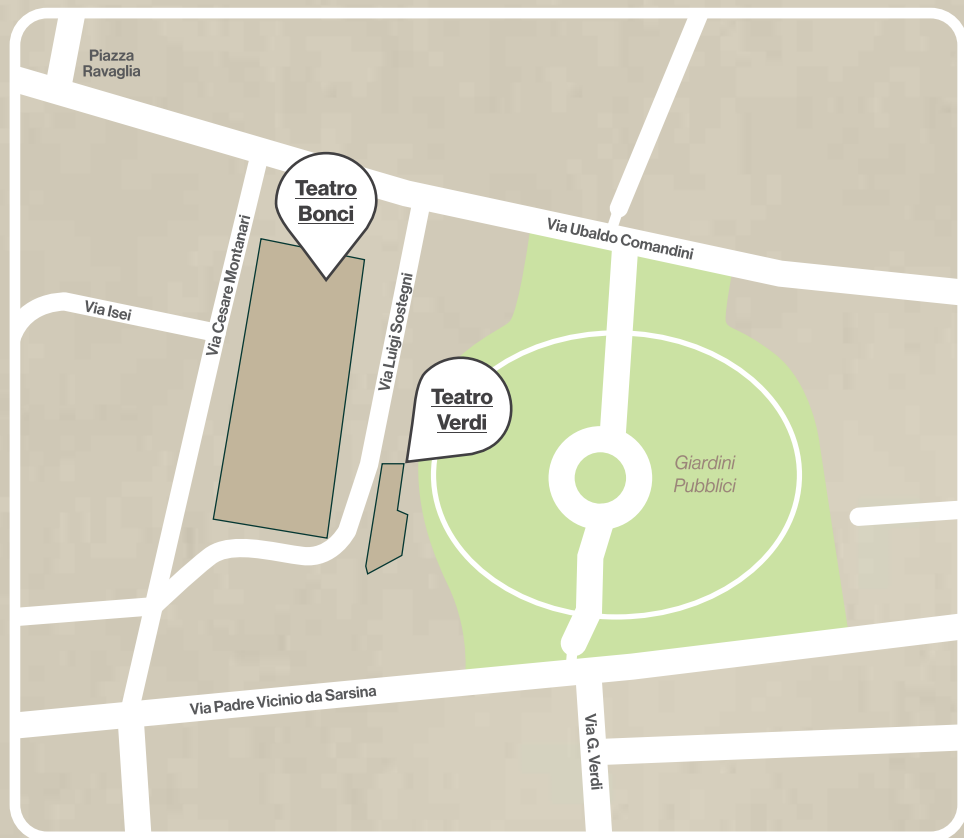 Piazza
Ravaglia
Teatro
Bonci
Via Ubaldo Comandini
Via Cesare Montanari
Via Isei
Via Luigi Sostegni
Teatro
Verdi
Giardini
Pubblici
Via Padre Vicinio da Sarsina
Via G. Verdi